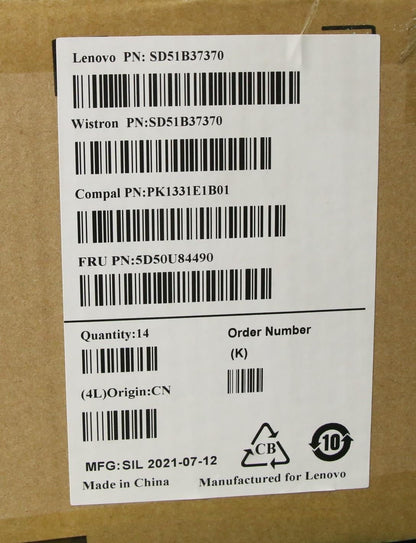 Lenovo PN: SD51B37370
Wistron PN:SD51B37370
Compal PN:PK1331E1B01
FRU PN:5D50U84490
Quantity:14
Order Number
(K)
(4L)Origin:CN
CB
10
MFG:SIL 2021-07-12
Made in China
Manufactured for Lenovo